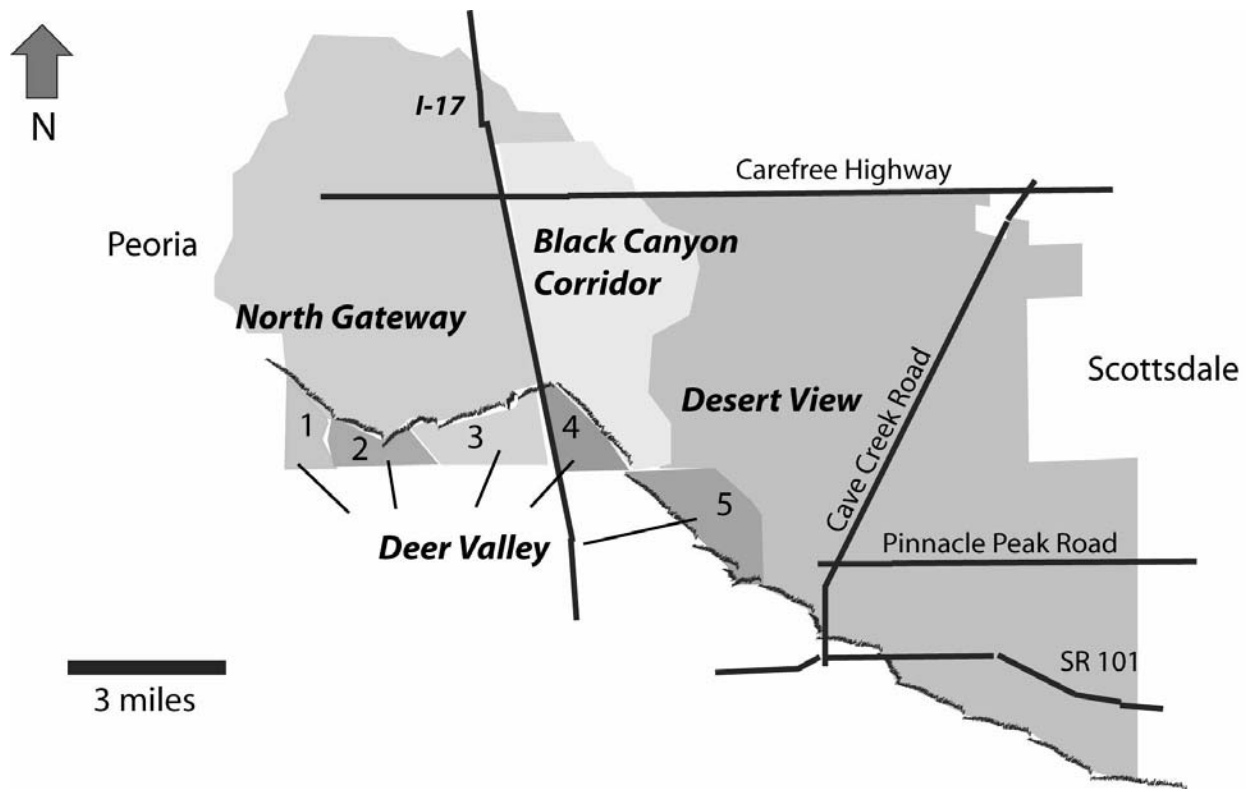 I-17
N
Carefree Highway
Peoria
Black Canyon
Corridor
North Gateway
Scottsdale
Cave Creek Road
Desert View
1
2
3
4
5
Deer Valley
Pinnacle Peak Road
SR 101
3 miles